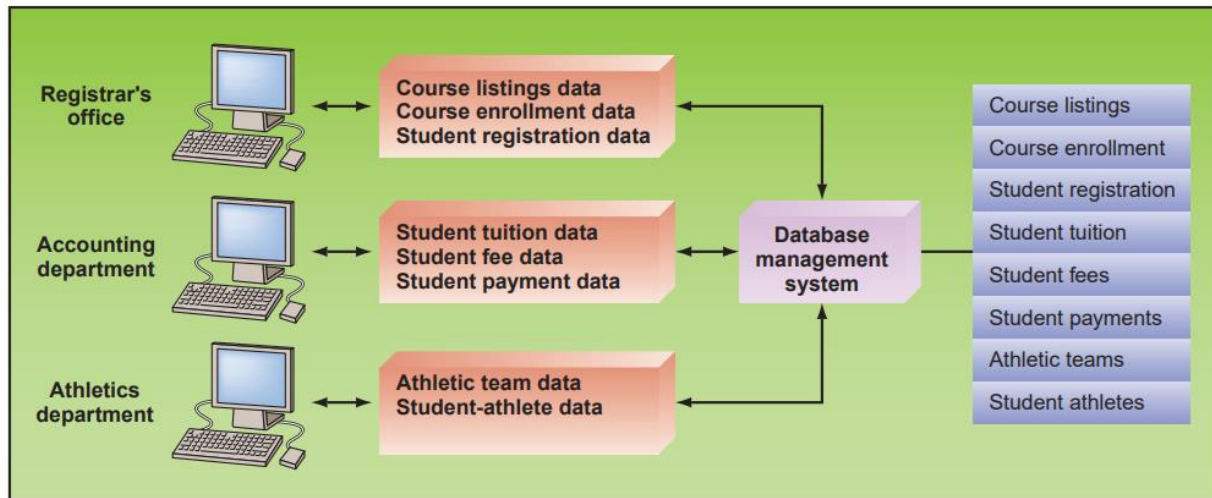 Registrar's
office
Course listings data
Course enrollment data
Student registration data
Accounting
department
Student tuition data
Student fee data
Student payment data
Athletics
department
Athletic team data
Student-athlete data
Database
management
system
Course listings
Course enrollment
Student registration
Student tuition
Student fees
Student payments
Athletic teams
Student athletes